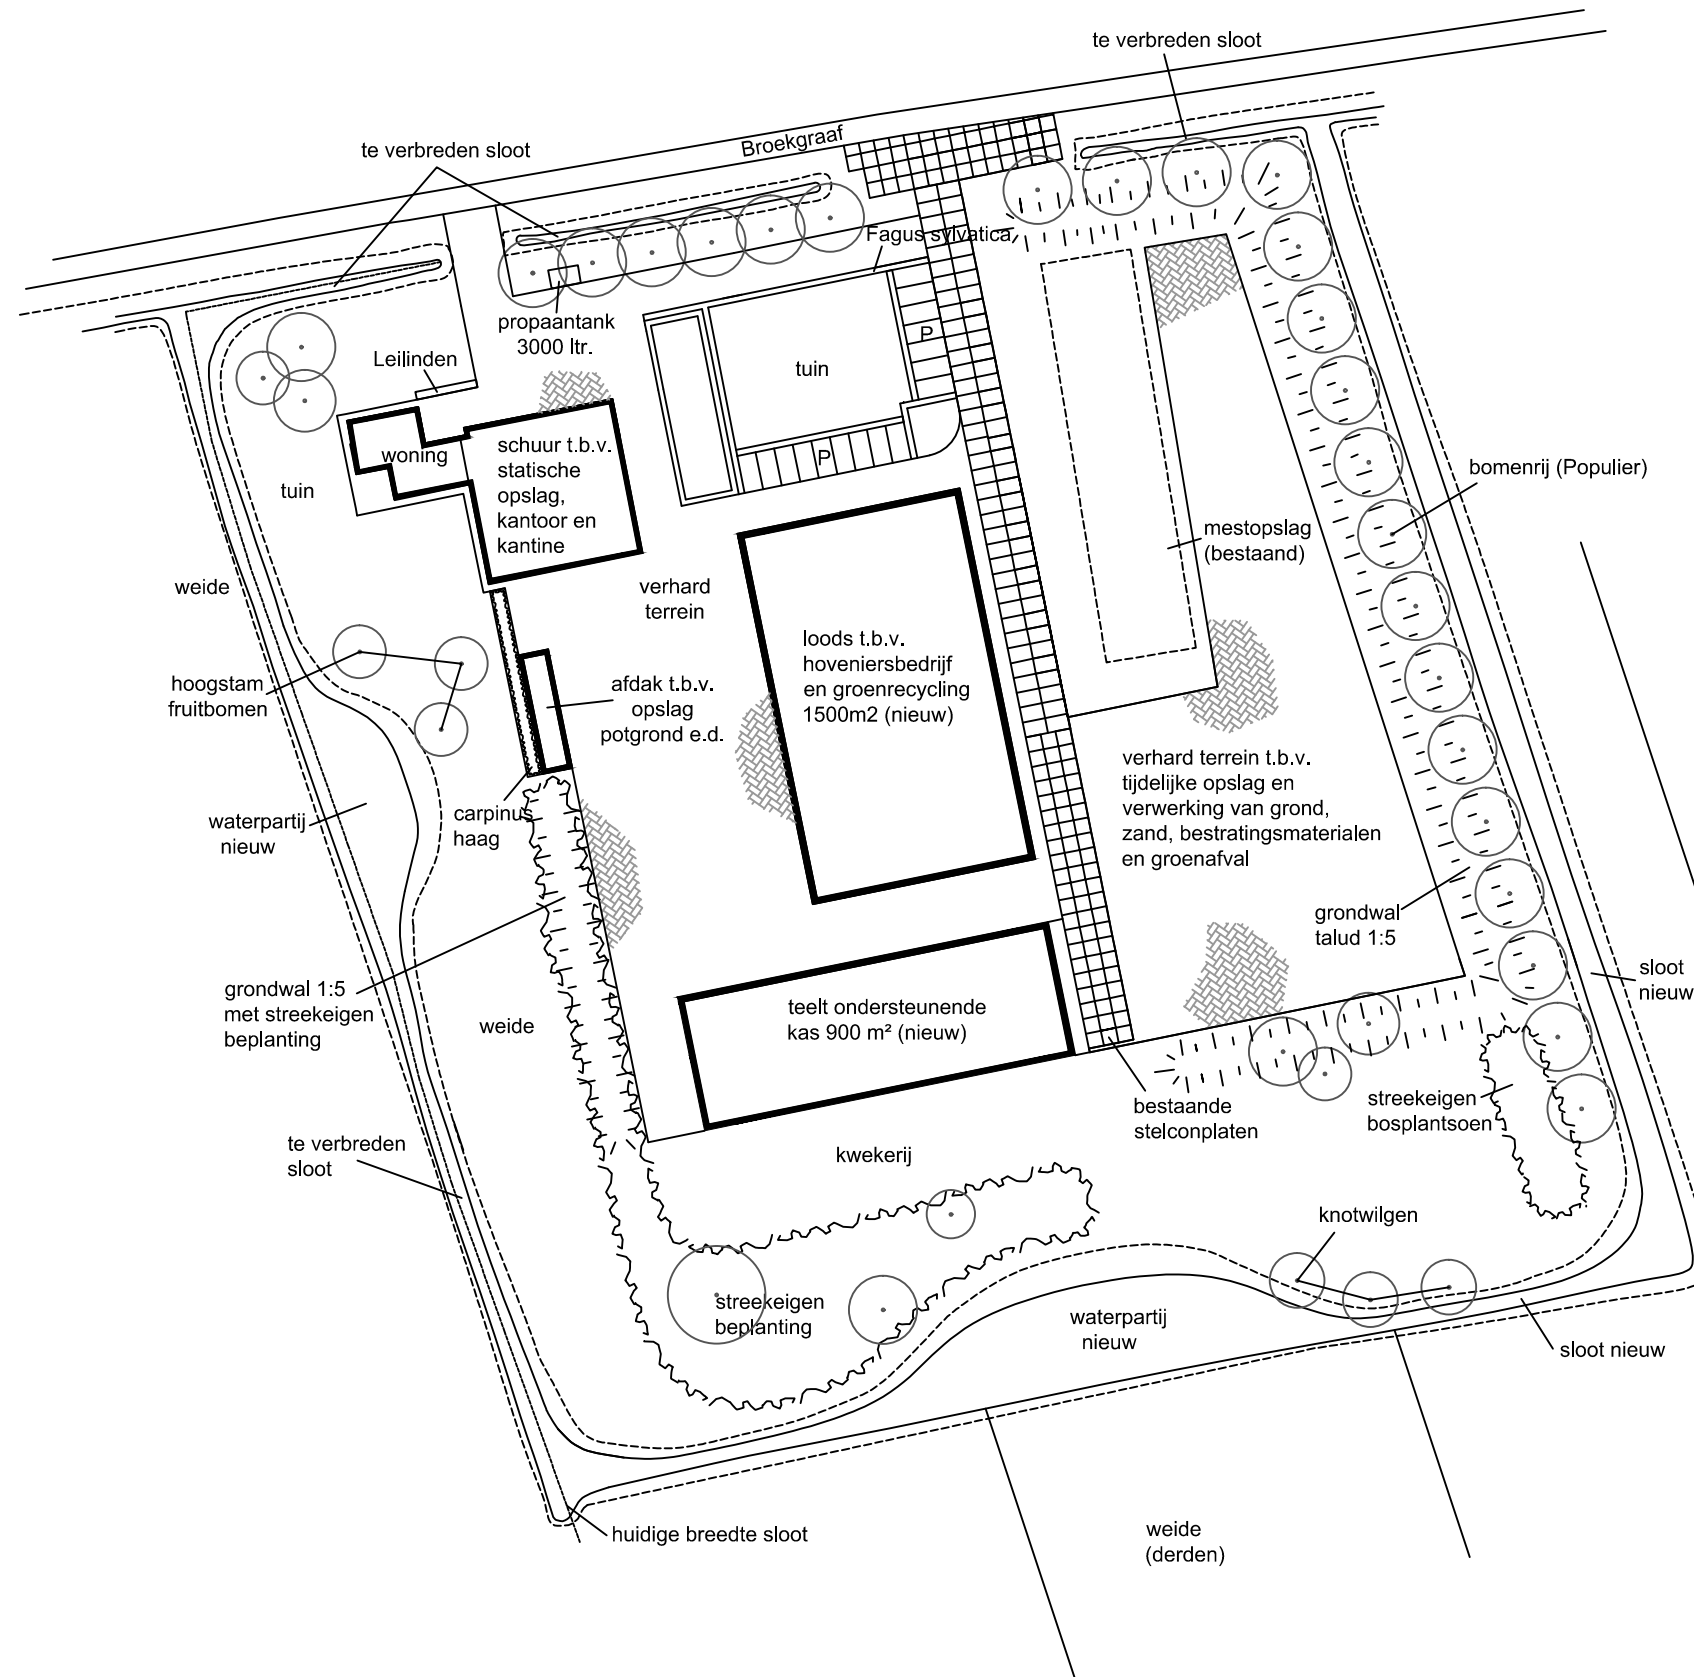 te verbreden sloot
Broekgraaf
te verbreden sloot
Fagus sylvatica
propaantank
3000 ltr.
P
Leilinden
tuin
schuur t.b.v.
statische
opslag,
kantoor en
kantine
woning
P
bomenrij (Populier)
tuin
mestopslag
(bestaand)
weide
verhard
terrein
loods t.b.v.
hoveniersbedrijf
en groenrecycling
1500m2 (nieuw)
hoogstam
fruitbomen
afdak t.b.v.
opslag
potgrond e.d.
verhard terrein t.b.v.
tijdelijke opslag en
verwerking van grond,
zand, bestratingsmaterialen
en groenafval
waterpartij
nieuw
carpinus
haag
grondwal
talud 1:5
sloot
nieuw
grondwal 1:5
met streekeigen
beplanting
weide
teelt ondersteunende
kas 900 m² (nieuw)
bestaande
stelconplaten
streekeigen
bosplantsoen
te verbreden
sloot
kwekerij
knotwilgen
streekeigen
beplanting
waterpartij
nieuw
sloot nieuw
huidige breedte sloot
weide
(derden)